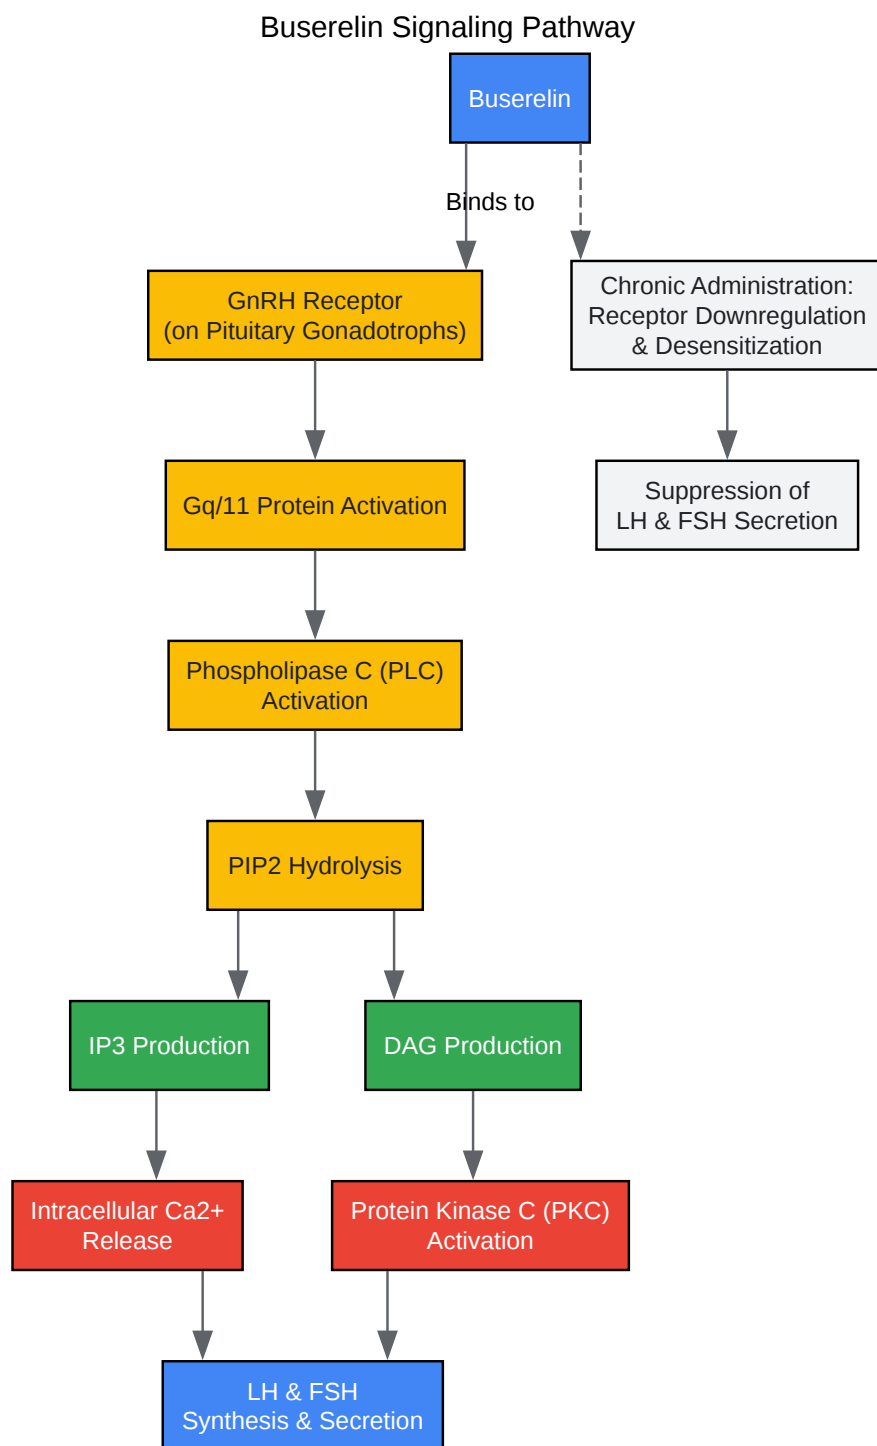 Buserelin Signaling Pathway
Buserelin
Binds to
GnRH Receptor
(on Pituitary Gonadotrophs)
Chronic Administration:
Receptor Downregulation
& Desensitization
Gq/11 Protein Activation
Suppression of
LH & FSH Secretion
Phospholipase C (PLC)
Activation
PIP2 Hydrolysis
IP3 Production
DAG Production
Intracellular Ca2+
Release
Protein Kinase C (PKC)
Activation
LH & FSH
Synthesis & Secretion